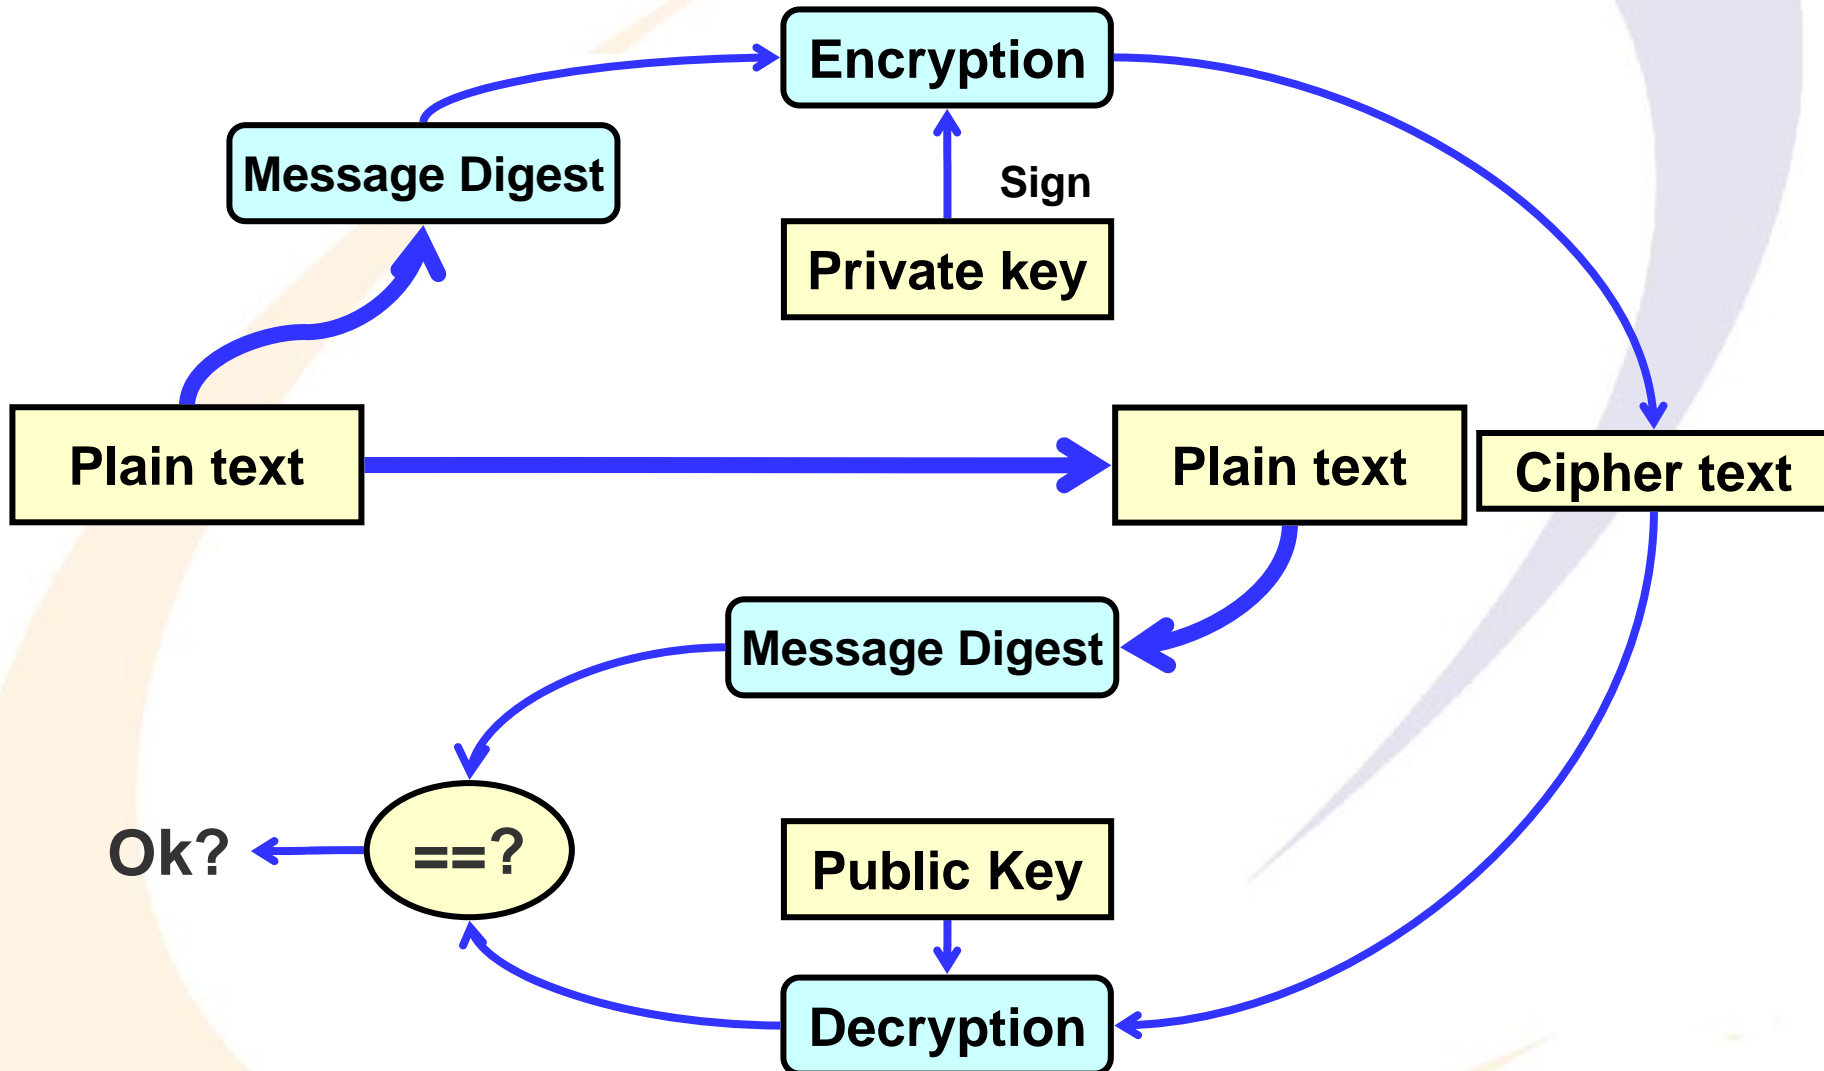 Encryption
Message Digest
Sign
Private key
Plain text
Plain text
Cipher text
Message Digest
Ok?
==?
Public Key
Decryption